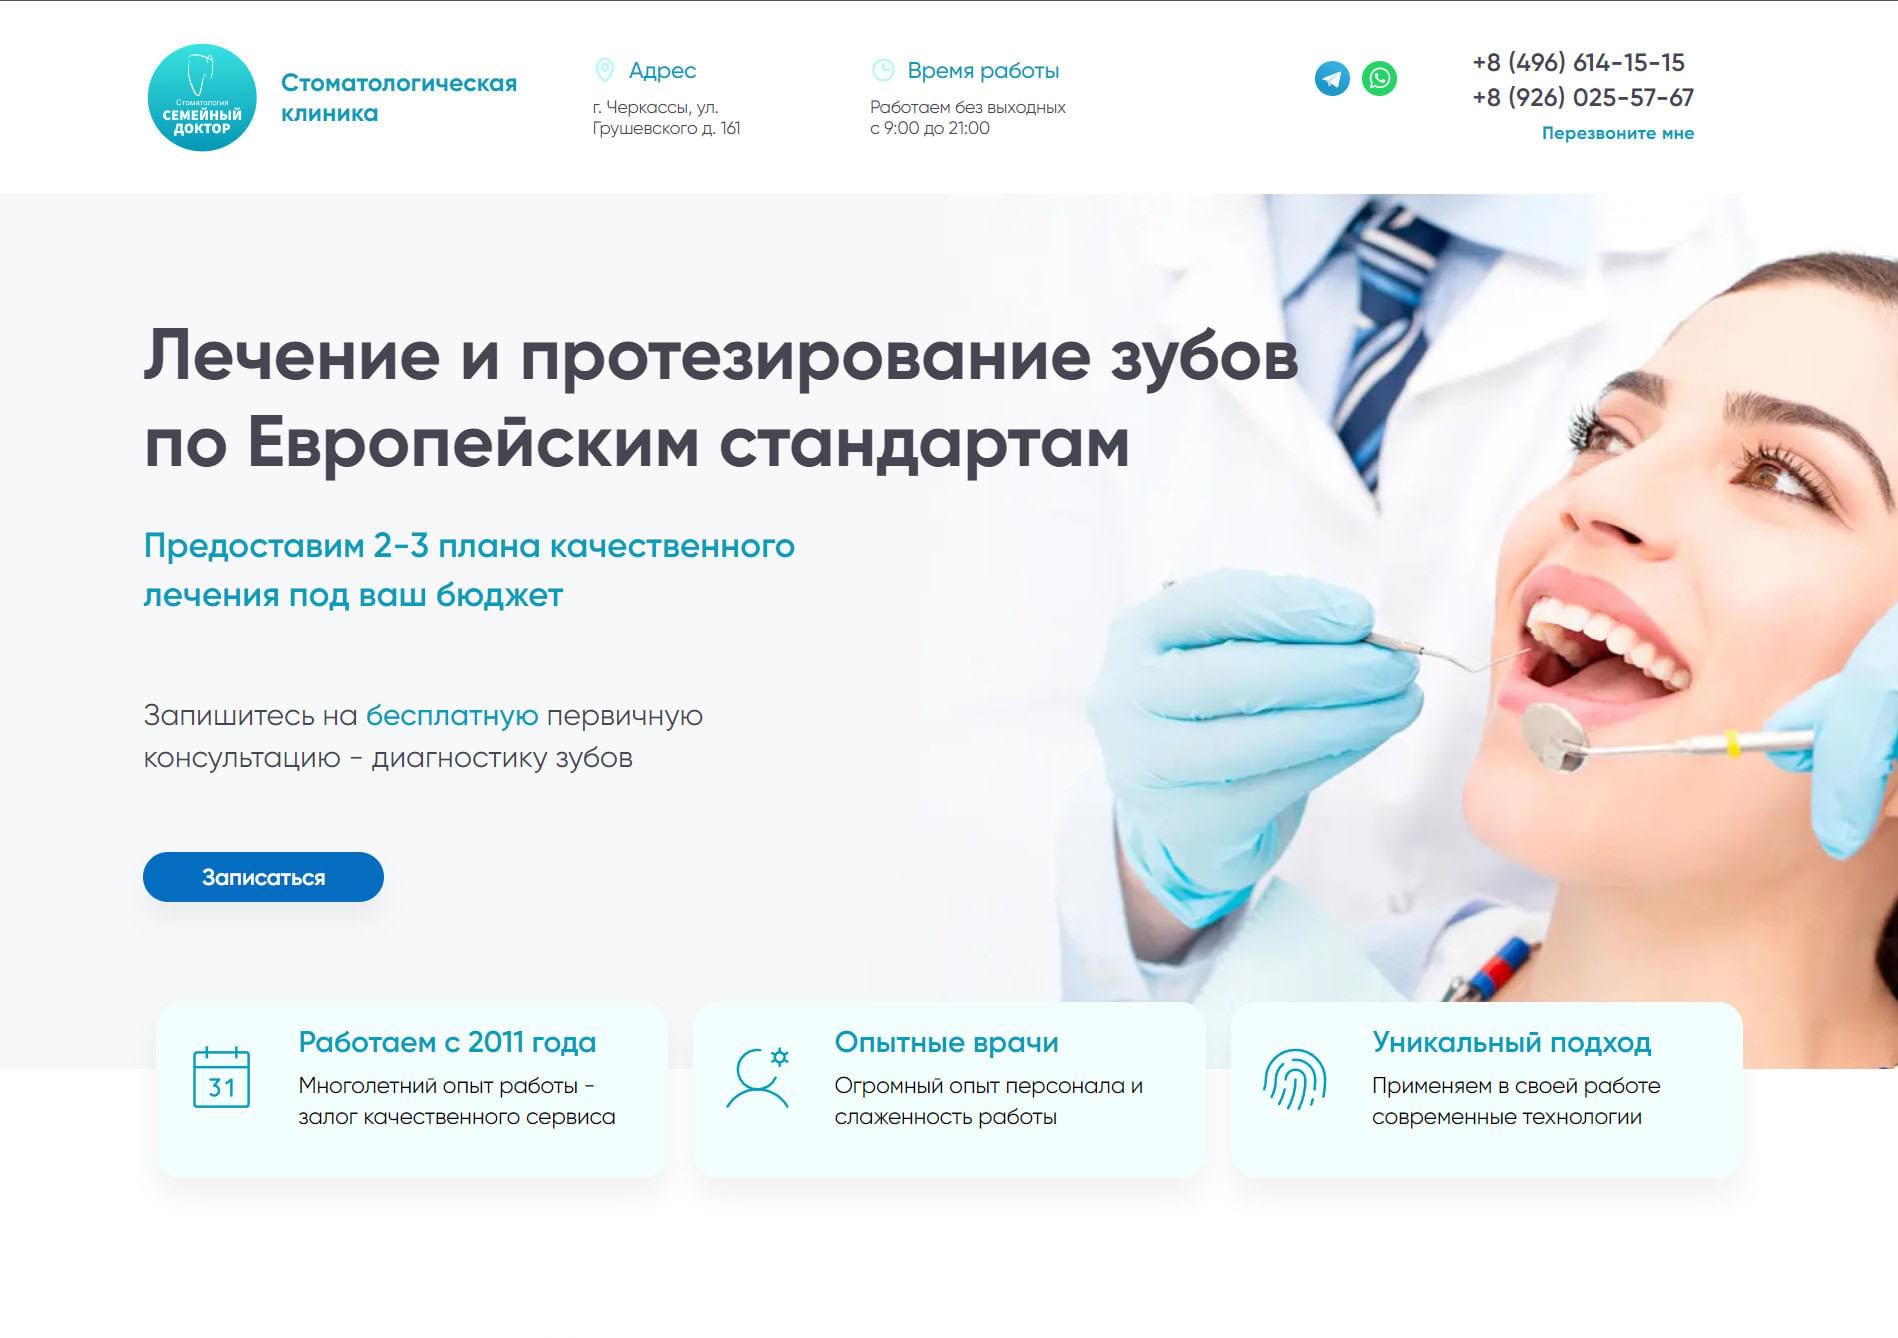 Стоматология
СЕМЕЙНЫЙ
ДОКТОР
Стоматологическая
клиника
Адрес
г. Черкассы, ул.
Грушевского д. 161
Время работы
Работаем без выходных
с 9:00 до 21:00
+8 (496) 614-15-15
+8 (926) 025-57-67
Перезвоните мне
Лечение и протезирование зубов
по Европейским стандартам
Предоставим 2-3 плана качественного
лечения под ваш бюджет
Запишитесь на бесплатную первичную
консультацию - диагностику зубов
Записаться
31
Работаем с 2011 года
Многолетний опыт работы -
залог качественного сервиса
Опытные врачи
Огромный опыт персонала и
слаженность работы
Уникальный подход
Применяем в своей работе
современные технологии